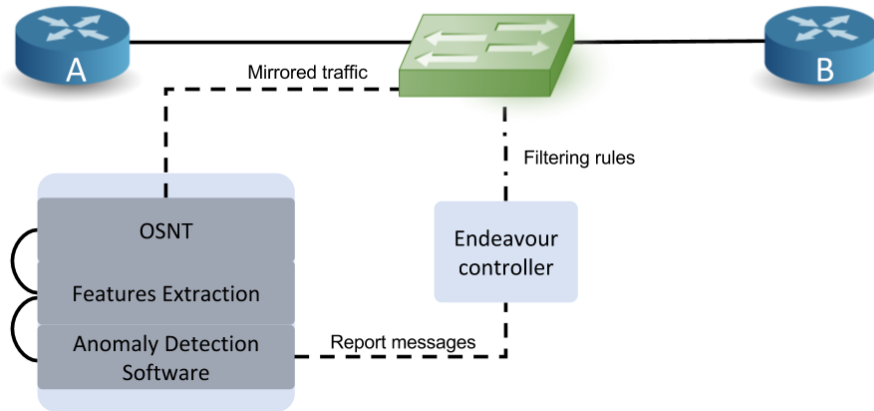 A
B
Mirrored traffic
Filtering rules
OSNT
Endeavour
controller
Features Extraction
Anomaly Detection
Software
Report messages